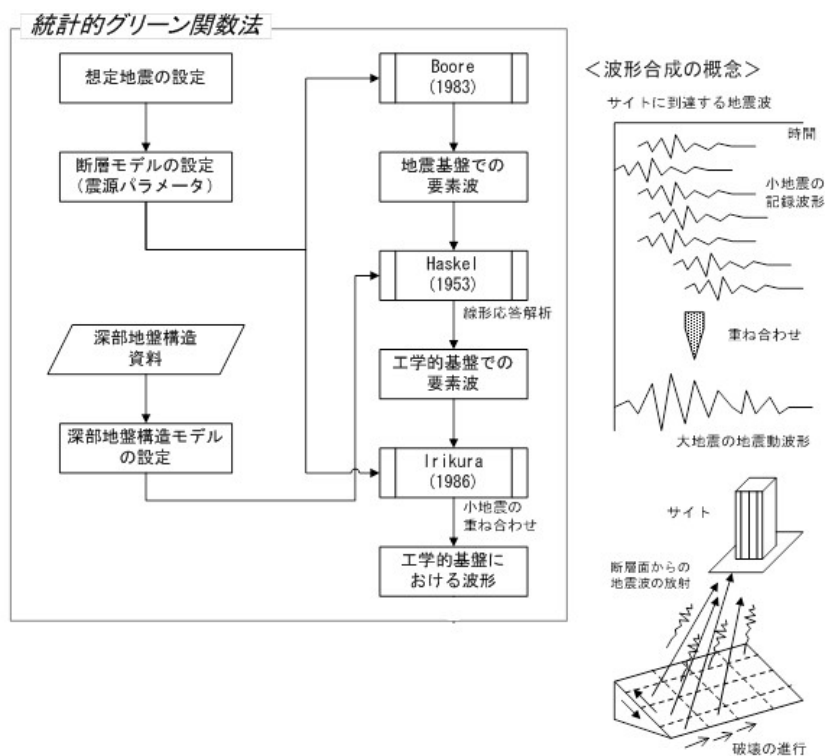 統計的グリーン関数法
想定地震の設定
断層モデルの設定
(震源パラメータ)
深部地盤構造
資料
深部地盤構造モデル
の設定
Boore
(1983)
地震基盤での
要素波
Haskel
(1953)
線形応答解析
工学的基盤での
要素波
Irikura
(1986)
小地震の
重ね合わせ
工学的基盤に
おける波形
＜波形合成の概念＞
サイトに到達する地震波
時間
小地震の
記録波形
重ね合わせ
大地震の地震動波形
サイト
断層面からの
地震波の放射
破壊の進行